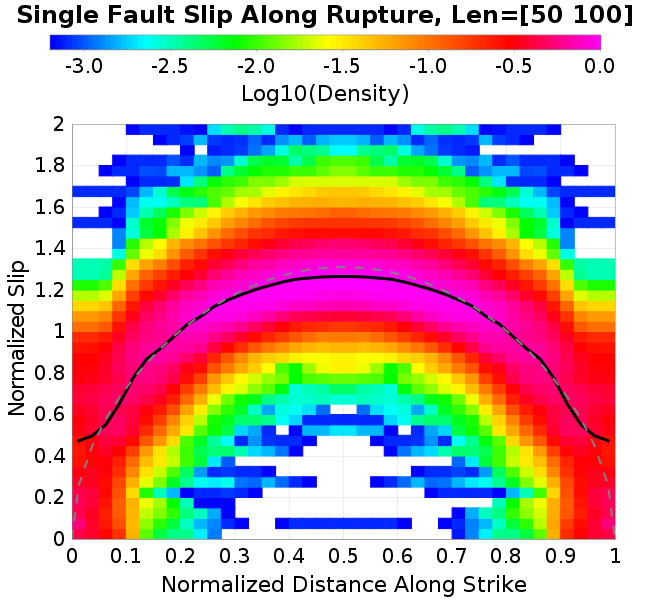 Single Fault Slip Along Rupture, Len=[50 100]
-3.0 -2.5 -2.0 -1.5 -1.0 -0.5 0.0
Log10(Density)
2
1.8
1.6
1.4
1.2
1
0.8
0.6
0.4
0.2
0
Normalized Slip
0 0.1 0.2 0.3 0.4 0.5 0.6 0.7 0.8 0.9 1
Normalized Distance Along Strike